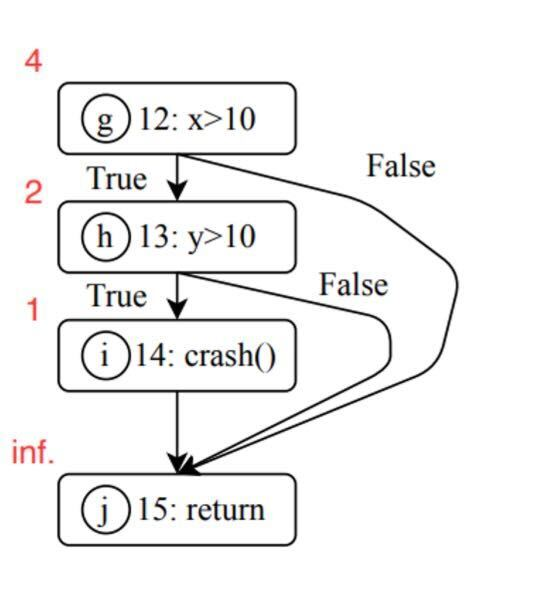 4
g 12: x>10
True
False
2
h 13: y>10
True
False
1
i 14: crash()
inf.
j 15: return